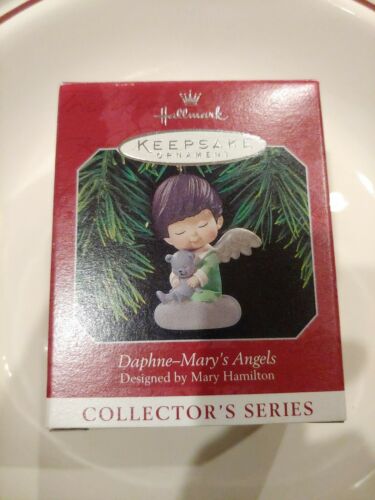 Hallmark
KEEPSAKE
ORNAMENT
Daphne–Mary's Angels
Designed by Mary Hamilton
COLLECTOR'S SERIES